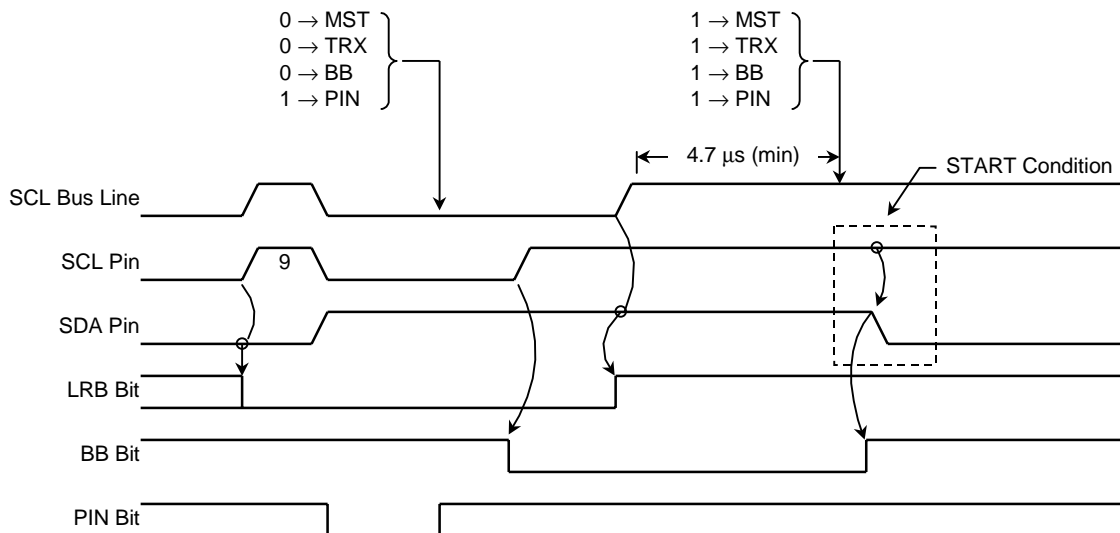 0 → MST
0 → TRX
0 → BB
1 → PIN
1 → MST
1 → TRX
1 → BB
1 → PIN
4.7 μs (min)
START Condition
SCL Bus Line
SCL Pin
9
SDA Pin
LRB Bit
BB Bit
PIN Bit